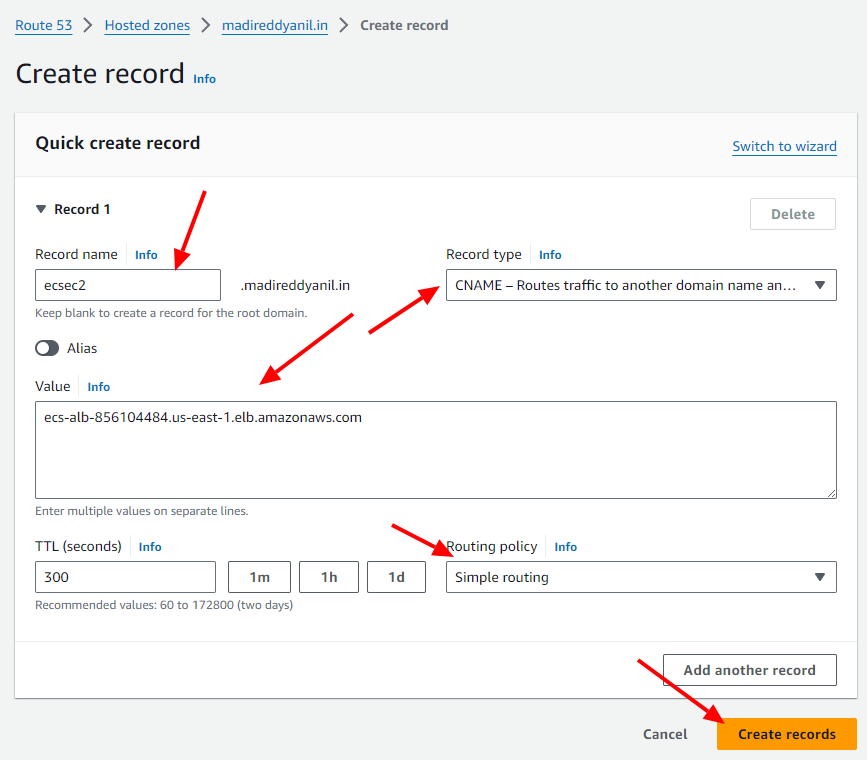 Route 53 > Hosted zones > madireddyanil.in > Create record
Create record Info
Quick create record
Switch to wizard
Record 1
Delete
Record name Info
Record type Info
ecsec2 .madireddyanil.in
CNAME – Routes traffic to another domain name an...
Keep blank to create a record for the root domain.
Alias
Value Info
ecs-alb-856104484.us-east-1.elb.amazonaws.com
Enter multiple values on separate lines.
TTL (seconds) Info
Routing policy Info
300 1m 1h 1d
Simple routing
Recommended values: 60 to 172800 (two days)
Add another record
Cancel Create records